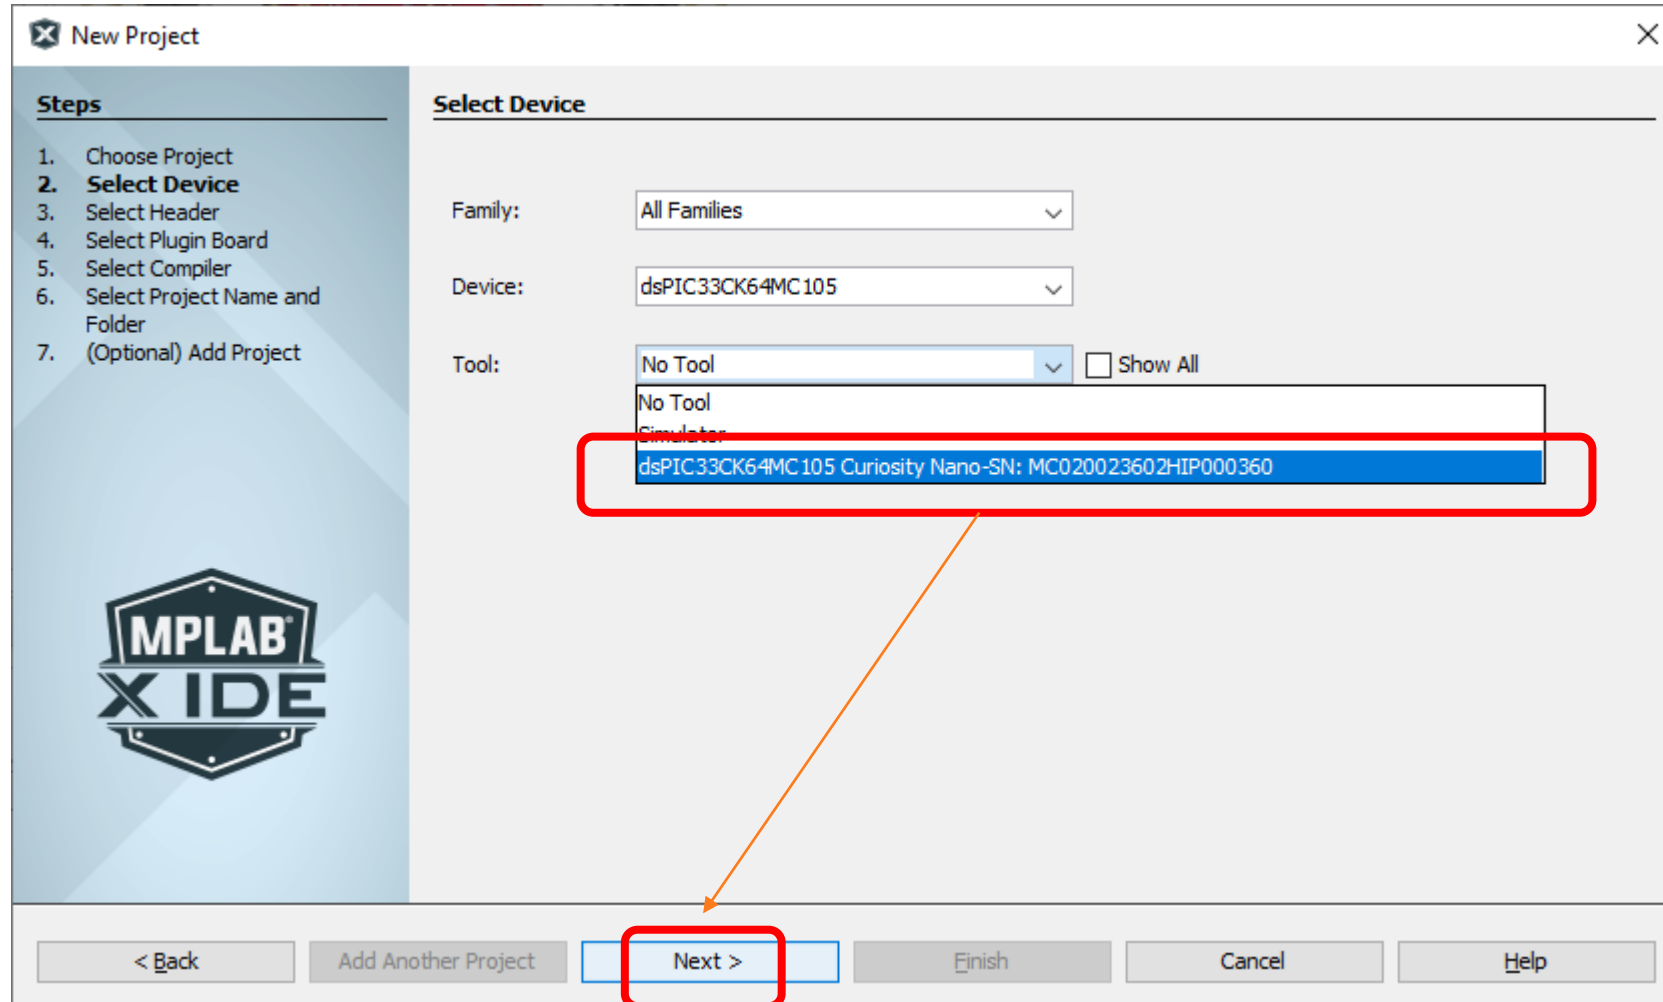 New Project
Steps
1. Choose Project
2. Select Device
3. Select Header
4. Select Plugin Board
5. Select Compiler
6. Select Project Name and
Folder
7. (Optional) Add Project
MPLAB®
X IDE
Select Device
Family: All Families
Device: dsPIC33CK64MC105
Tool: No Tool Show All
No Tool
Simulator
dsPIC33CK64MC105 Curiosity Nano-SN: MC020023602HIP000360
< Back Add Another Project Next > Finish Cancel Help